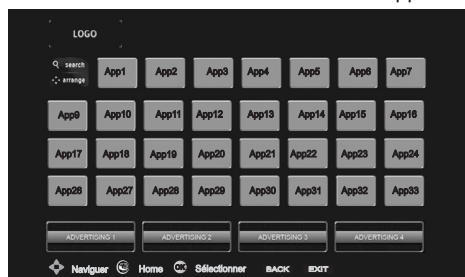 LOGO
search
arrange
App1 App2 App3 App4 App5 App6 App7
App9 App10 App11 App12 App13 App14 App15 App16
App17 App18 App19 App20 App21 App22 App23 App24
App26 App27 App28 App29 App30 App31 App32 App33
ADVERTISING 1 ADVERTISING 2 ADVERTISING 3 ADVERTISING 4
Naviguer Home OK Sélectionner BACK EXIT